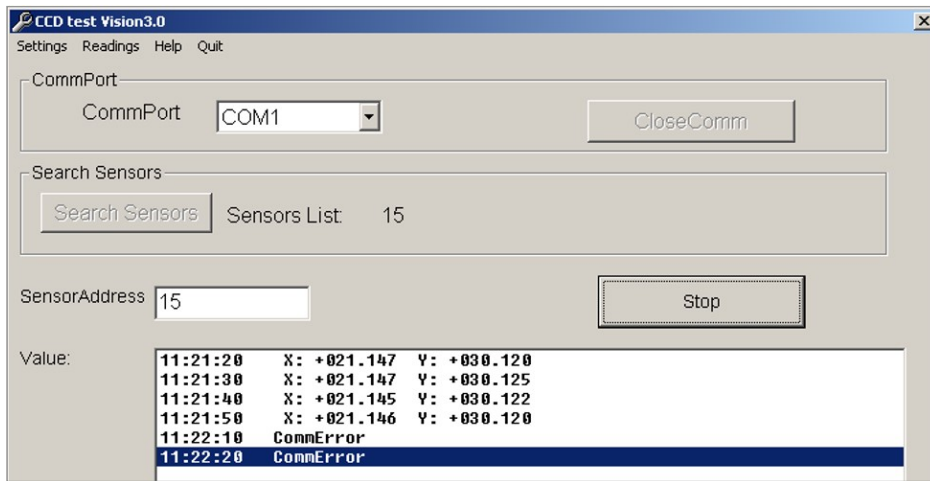 CCD test Vision3.0
Settings Readings Help Quit
CommPort
CommPort COM1 CloseComm
Search Sensors
Search Sensors Sensors List: 15
SensorAddress 15 Stop
Value:
11:21:20 X: +021.147 Y: +030.120
11:21:30 X: +021.147 Y: +030.125
11:21:40 X: +021.145 Y: +030.122
11:21:50 X: +021.146 Y: +030.120
11:22:10 CommError
11:22:20 CommError